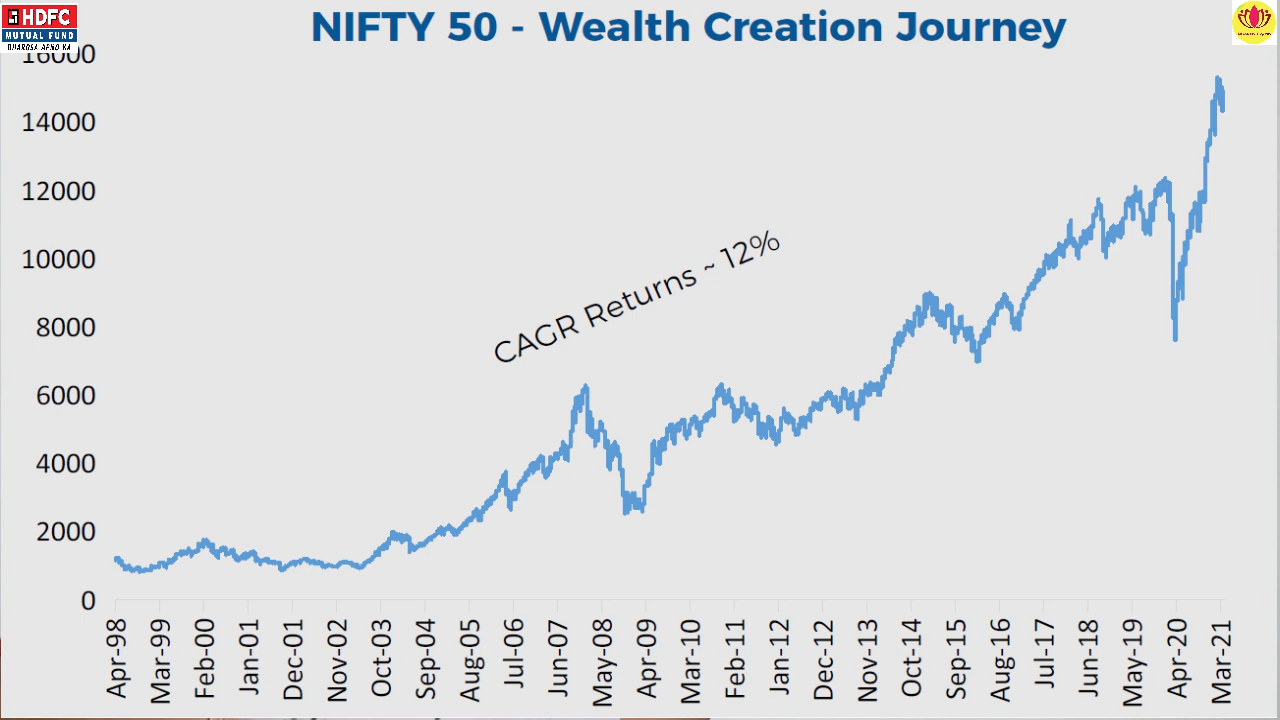 HDFC
MUTUAL FUND
BHAROSA APNO KA
NIFTY 50 - Wealth Creation Journey
16000
14000
12000
10000
8000
6000
4000
2000
0
CAGR Returns ~ 12%
Apr-98
Mar-99
Feb-00
Jan-01
Dec-01
Nov-02
Oct-03
Sep-04
Aug-05
Jul-06
Jun-07
May-08
Apr-09
Mar-10
Feb-11
Jan-12
Dec-12
Nov-13
Oct-14
Sep-15
Aug-16
Jul-17
Jun-18
May-19
Apr-20
Mar-21